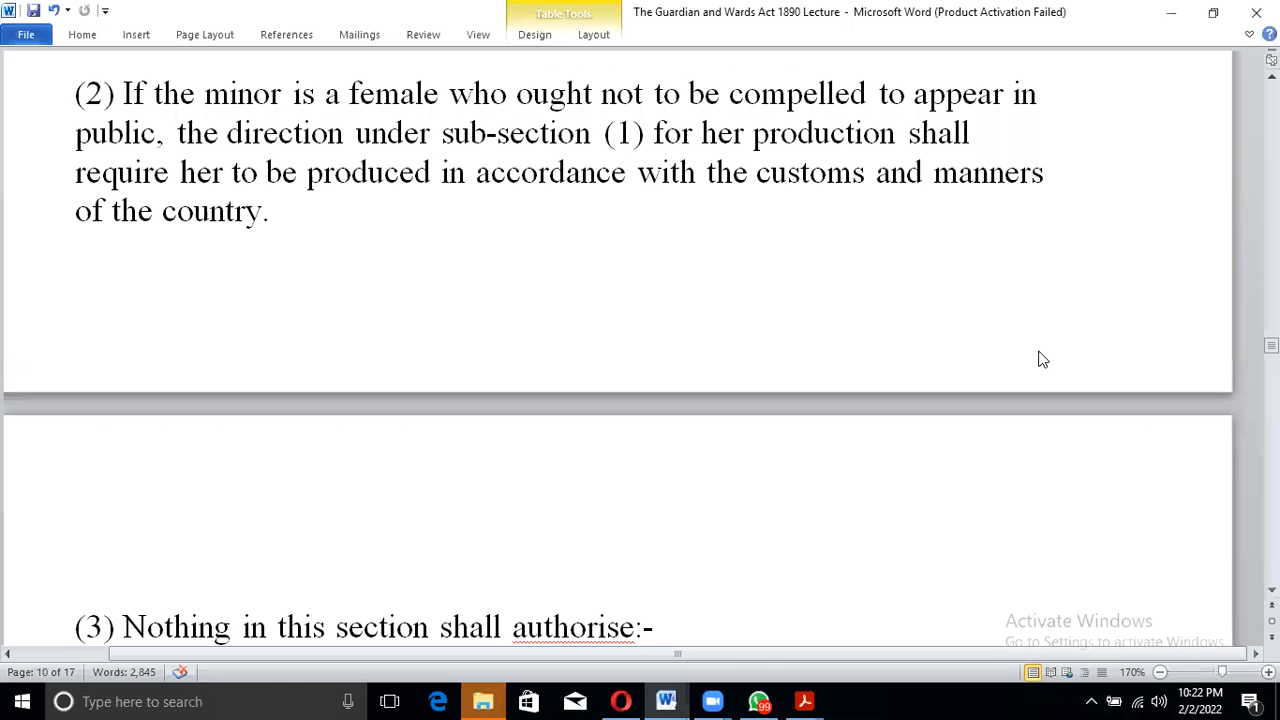 Table Tools
The Guardian and Wards Act 1890 Lecture - Microsoft Word (Product Activation Failed)
File Home Insert Page Layout References Mailings Review View Design Layout
(2) If the minor is a female who ought not to be compelled to appear in
public, the direction under sub-section (1) for her production shall
require her to be produced in accordance with the customs and manners
of the country.
(3) Nothing in this section shall authorise:-
Activate Windows
Go to Settings to activate Windows.
Page: 10 of 17 Words: 2,845 170%
Type here to search
99
10:22 PM
2/2/2022
1